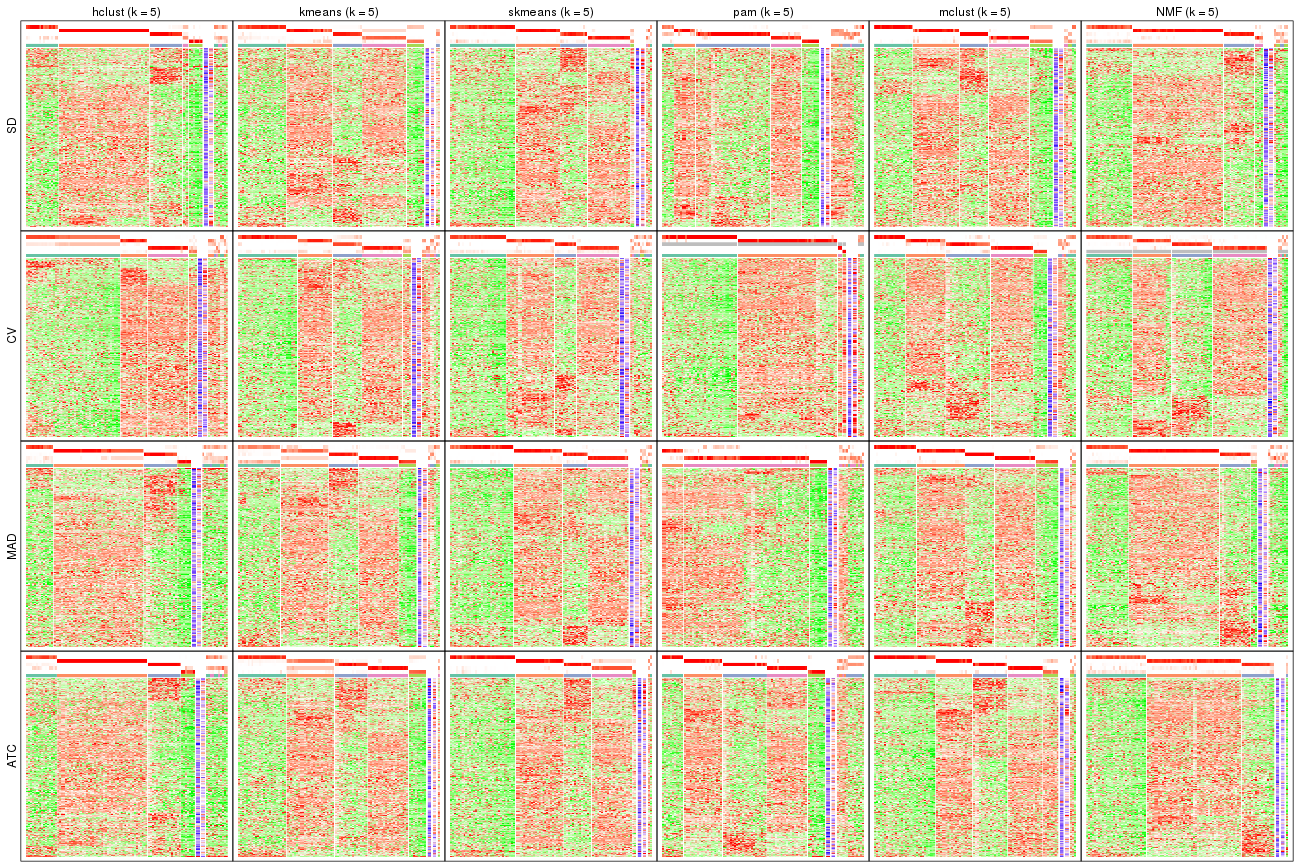 hclust (k = 5) kmeans (k = 5) skmeans (k = 5) pam (k = 5) mclust (k = 5) NMF (k = 5)
SD
CV
MAD
ATC